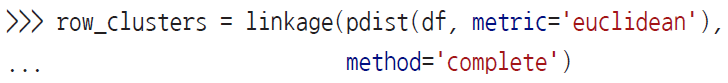 >>> row_clusters = linkage(pdist(df, metric='euclidean'),
... method='complete')